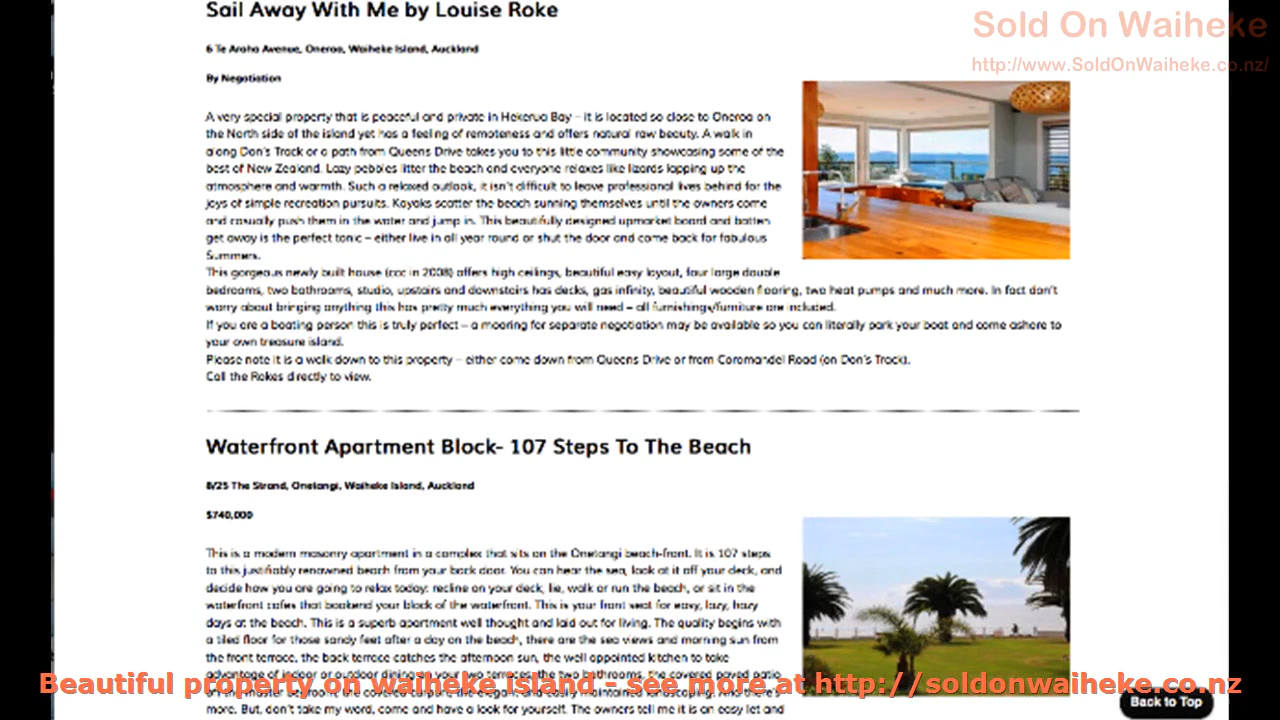 Sold On Waiheke
http://www.SoldOnWaiheke.co.nz/
Sail Away With Me by Louise Roke
6 Te Aroha Avenue, Oneroa, Waiheke Island, Auckland
By Negotiation
A very special property that is peaceful and private in Hekerua Bay – it is located so close to Oneroa on
the North side of the island yet has a feeling of remoteness and offers natural raw beauty. A walk in
along Don's Track or a path from Queens Drive takes you to this little community showcasing some of the
best of New Zealand. Lazy pebbles litter the beach and everyone relaxes like lizards lapping up the
atmosphere and warmth. Such a relaxed outlook, it isn't difficult to leave professional lives behind for the
joys of simple recreation pursuits. Kayaks scatter the beach sunning themselves until the owners come
and casually push them in the water and jump in. This beautifully designed upmarket board and batten
get away is the perfect tonic – either live in all year round or shut the door and come back for fabulous
Summers.
This gorgeous newly built house (ccc in 2008) offers high ceilings, beautiful easy layout, four large double
bedrooms, two bathrooms, studio, upstairs and downstairs has decks, gas infinity, beautiful wooden flooring, two heat pumps and much more. In fact don't
worry about bringing anything this has pretty much everything you will need – all furnishings/furniture are included.
If you are a boating person this is truly perfect – a mooring for separate negotiation may be available so you can literally park your boat and come ashore to
your own treasure island.
Please note it is a walk down to this property – either come down from Queens Drive or from Coromandel Road (on Don's Track).
Call the Rokes directly to view.
Waterfront Apartment Block- 107 Steps To The Beach
8/25 The Strand, Onetangi, Waiheke Island, Auckland
$740,000
This is a modern masonry apartment in a complex that sits on the Onetangi beach-front. It is 107 steps
to this justifiably renowned beach from your back door. You can hear the sea, look at it off your deck, and
decide how you are going to relax today: recline on your deck, lie, walk or run the beach, or sit in the
waterfront cafes that bookend your block of the waterfront. This is your front seat for easy, lazy, hazy
days at the beach. This is a superb apartment well thought and laid out for living. The quality begins with
a tiled floor for those sandy feet after a day on the beach, there are the sea views and morning sun from
the front terrace, the back terrace catches the afternoon sun, the well appointed kitchen to take
advantage of indoor or outdoor dining on your two terraces, the two bathrooms, the covered paved patio
Beautiful property on waiheke island - See more at http://soldonwaiheke.co.nz
more. But, don't take my word, come and have a look for yourself. The owners tell me it is an easy let and
Back to Top